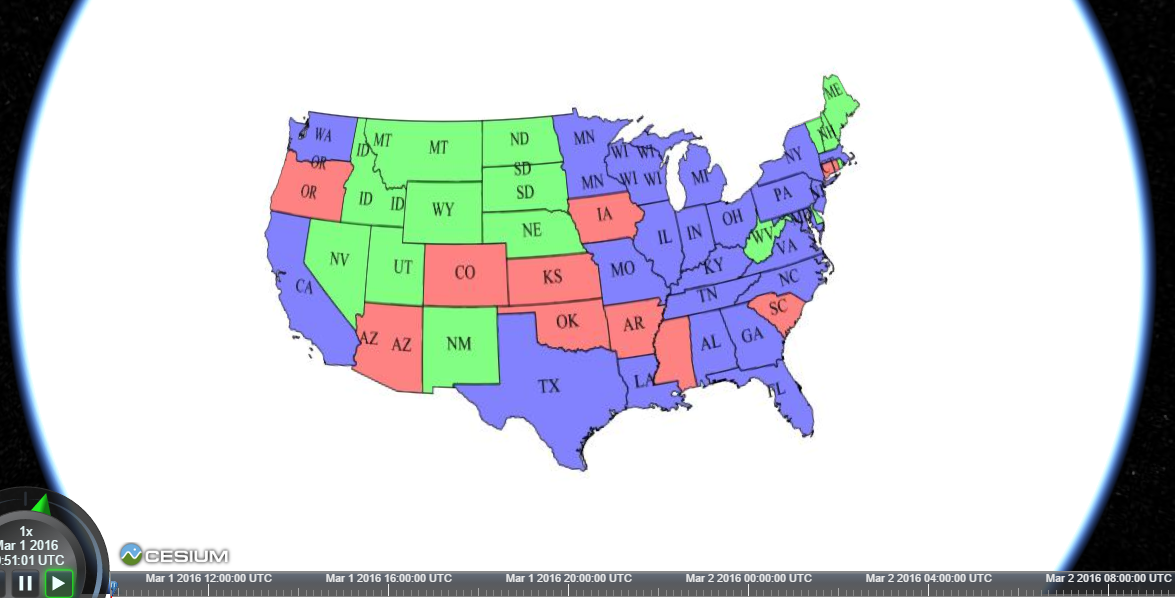 ME
WA
MT
MT
ND
MN
NH
OR
ID
WI
WI
NY
SD
OR
ID
ID
SD
MN
WI
WI
MI
PA
WY
IA
NE
IL
IN
OH
WV
MD
VA
NV
UT
CO
KS
MO
KY
NC
CA
TN
SC
AZ
AZ
NM
OK
AR
AL
GA
TX
LA
FL
1x
Mar 1 2016
:51:01 UTC
CESIUM
Mar 1 2016 12:00:00 UTC
Mar 1 2016 16:00:00 UTC
Mar 1 2016 20:00:00 UTC
Mar 2 2016 00:00:00 UTC
Mar 2 2016 04:00:00 UTC
Mar 2 2016 08:00:00 UTC